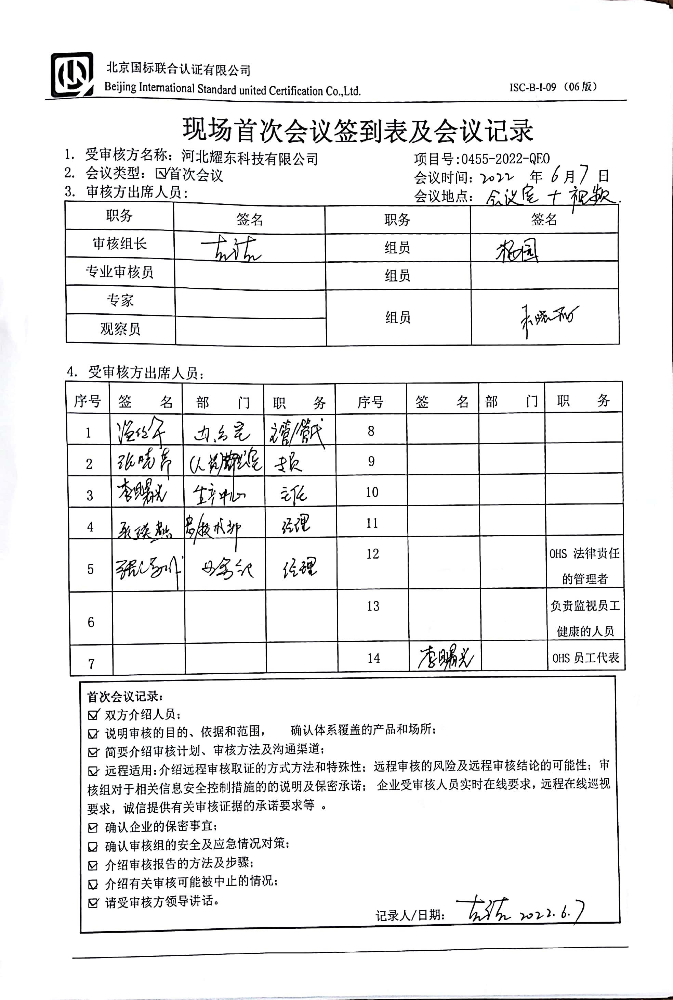 北京国标联合认证有限公司
Beijing International Standard united Certification Co.,Ltd.
ISC-B-I-09 （06版）
现场首次会议签到表及会议记录
1. 受审核方名称：河北耀东科技有限公司 项目号:0455-2022-QEO
2. 会议类型：☑首次会议 会议时间：2022 年 6 月 7 日
3. 审核方出席人员： 会议地点：会议室+视频.
职务 签名 职务 签名
审核组长 组员
专业审核员 组员
专家
组员
观察员
4. 受审核方出席人员：
序号 签 名 部 门 职 务 序号 签 名 部 门 职 务
1 主管/管代 8
2 专员 9
3 李曙光 生产中心 主任 10
4 技术部 经理 11
5 经理 12 OHS 法律责任
的管理者
6 13 负责监视员工
健康的人员
7 14 李曙光 OHS 员工代表
首次会议记录：
☑ 双方介绍人员；
☑ 说明审核的目的、依据和范围， 确认体系覆盖的产品和场所；
☑ 简要介绍审核计划、审核方法及沟通渠道；
☑ 远程适用：介绍远程审核取证的方式方法和特殊性；远程审核的风险及远程审核结论的可能性；审
核组对于相关信息安全控制措施的的说明及保密承诺； 企业受审核人员实时在线要求，远程在线巡视
要求，诚信提供有关审核证据的承诺要求等 。
☑ 确认企业的保密事宜；
☑ 确认审核组的安全及应急情况对策；
☑ 介绍审核报告的方法及步骤；
☑ 介绍有关审核可能被中止的情况；
☑ 请受审核方领导讲话。
记录人/日期： 2022.6.7